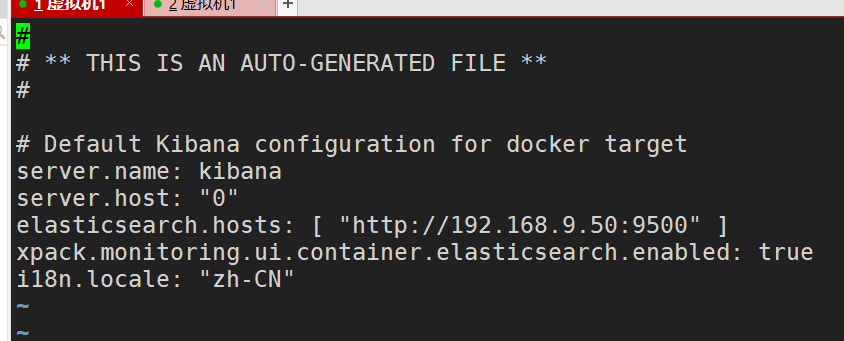 1 虚拟机1 × 2 虚拟机1 +
#
# ** THIS IS AN AUTO-GENERATED FILE **
#
# Default Kibana configuration for docker target
server.name: kibana
server.host: "0"
elasticsearch.hosts: [ "http://192.168.9.50:9500" ]
xpack.monitoring.ui.container.elasticsearch.enabled: true
i18n.locale: "zh-CN"
~
~